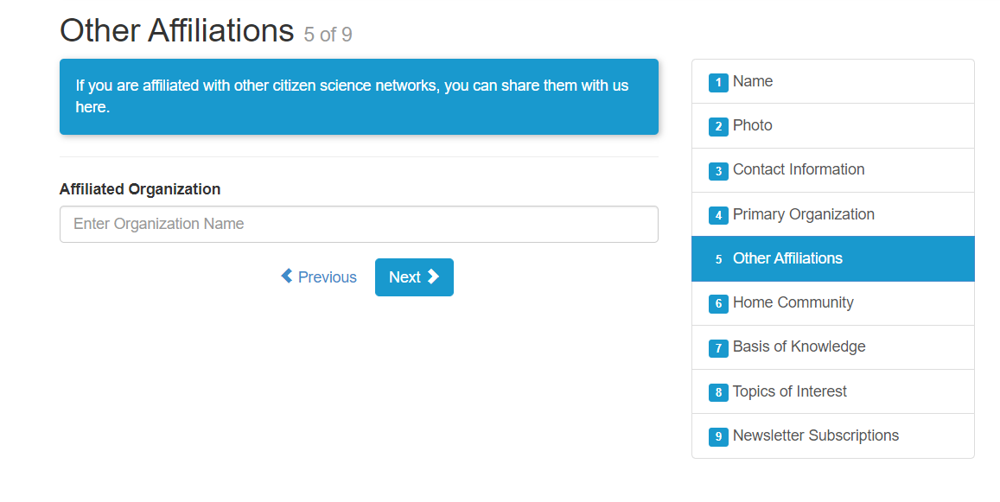 Other Affiliations 5 of 9
If you are affiliated with other citizen science networks, you can share them with us
here.
Affiliated Organization
Enter Organization Name
Previous Next
1 Name
2 Photo
3 Contact Information
4 Primary Organization
5 Other Affiliations
6 Home Community
7 Basis of Knowledge
8 Topics of Interest
9 Newsletter Subscriptions